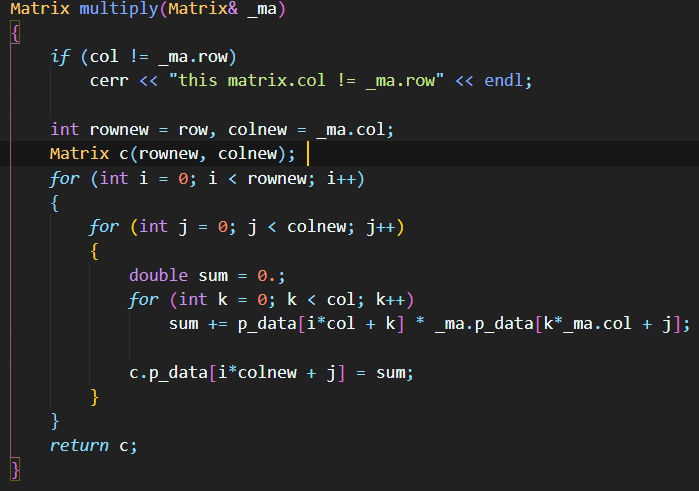 Matrix multiply(Matrix& _ma)
{
    if (col != _ma.row)
        cerr << "this matrix.col != _ma.row" << endl;
    int rownew = row, colnew = _ma.col;
    Matrix c(rownew, colnew);
    for (int i = 0; i < rownew; i++)
    {
        for (int j = 0; j < colnew; j++)
        {
            double sum = 0.;
            for (int k = 0; k < col; k++)
                sum += p_data[i*col + k] * _ma.p_data[k*_ma.col + j];
            c.p_data[i*colnew + j] = sum;
        }
    }
    return c;
}